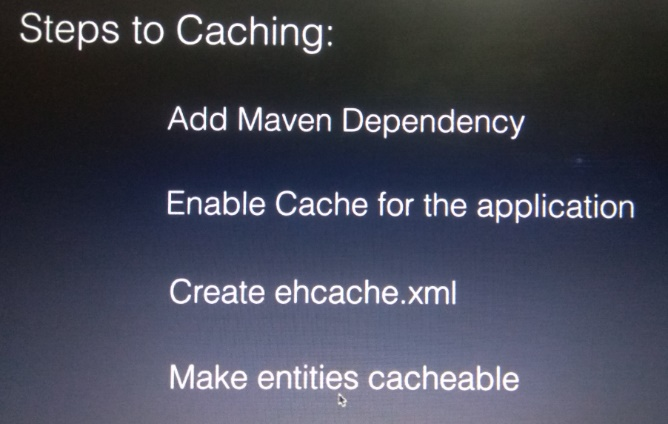 Steps to Caching:
Add Maven Dependency
Enable Cache for the application
Create ehcache.xml
Make entities cacheable